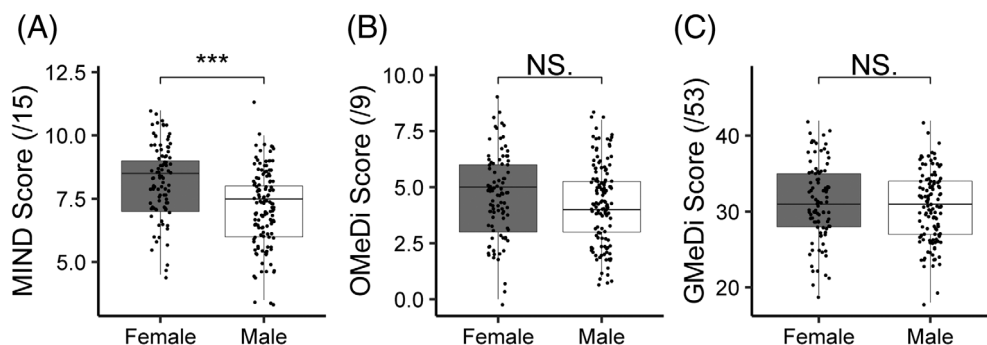 (A)
MIND Score (/15)
12.5
10.0
7.5
5.0
***
Female
Male
(B)
OMeDi Score (/9)
10.0
7.5
5.0
2.5
0.0
NS.
Female
Male
(C)
GMeDi Score (/53)
40
30
20
NS.
Female
Male